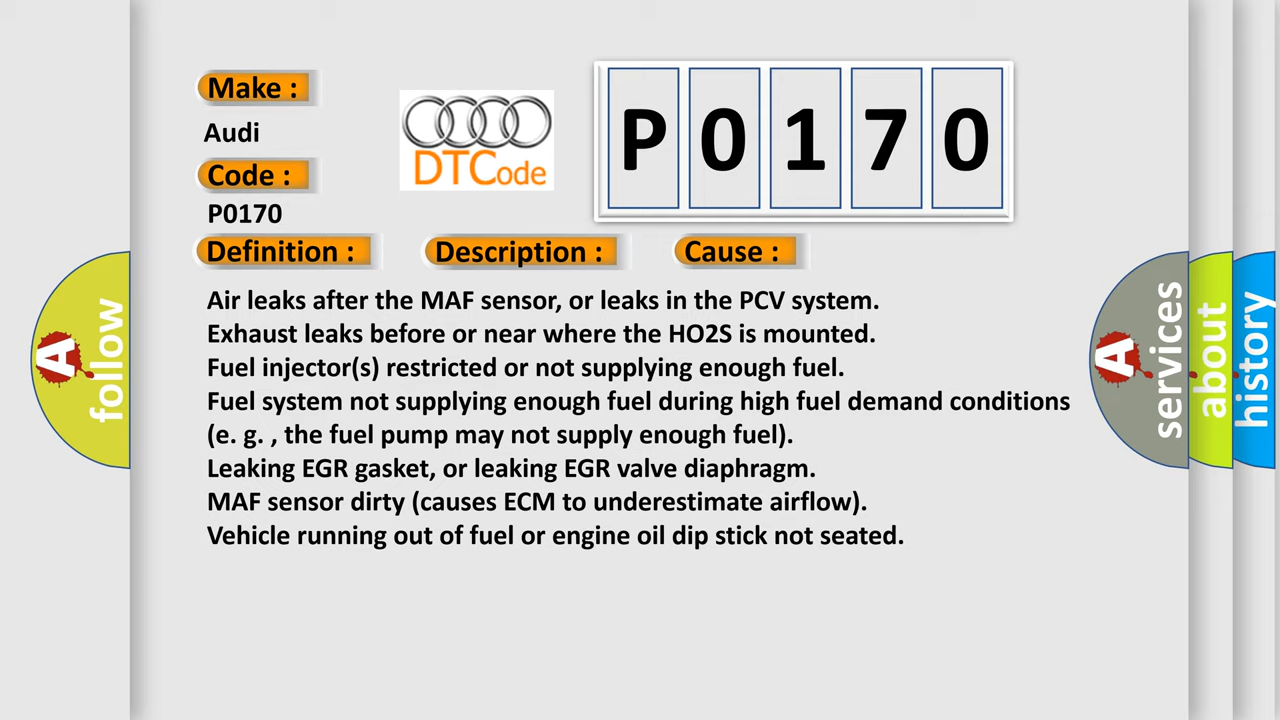 Make :
Audi
Code :
P0170
DTCode
P0170
Definition :
Description :
Cause :
Air leaks after the MAF sensor, or leaks in the PCV system.
Exhaust leaks before or near where the HO2S is mounted.
Fuel injector(s) restricted or not supplying enough fuel.
Fuel system not supplying enough fuel during high fuel demand conditions
(e. g. , the fuel pump may not supply enough fuel).
Leaking EGR gasket, or leaking EGR valve diaphragm.
MAF sensor dirty (causes ECM to underestimate airflow).
Vehicle running out of fuel or engine oil dip stick not seated.
A
follow
A
services
about
history